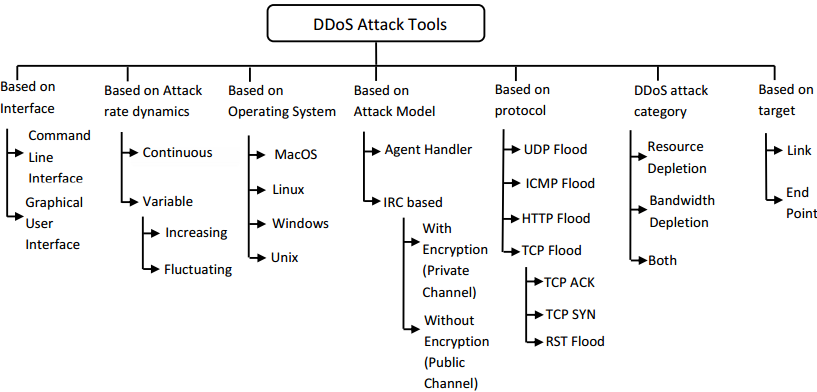 DDoS Attack Tools
Based on
Interface
Command
Line
Interface
Graphical
User
Interface
Based on Attack
rate dynamics
Continuous
Variable
Increasing
Fluctuating
Based on
Operating System
MacOS
Linux
Windows
Unix
Based on
Attack Model
Agent Handler
IRC based
With
Encryption
(Private
Channel)
Without
Encryption
(Public
Channel)
Based on
protocol
UDP Flood
ICMP Flood
HTTP Flood
TCP Flood
TCP ACK
TCP SYN
RST Flood
DDoS attack
category
Resource
Depletion
Bandwidth
Depletion
Both
Based on
target
Link
End
Point